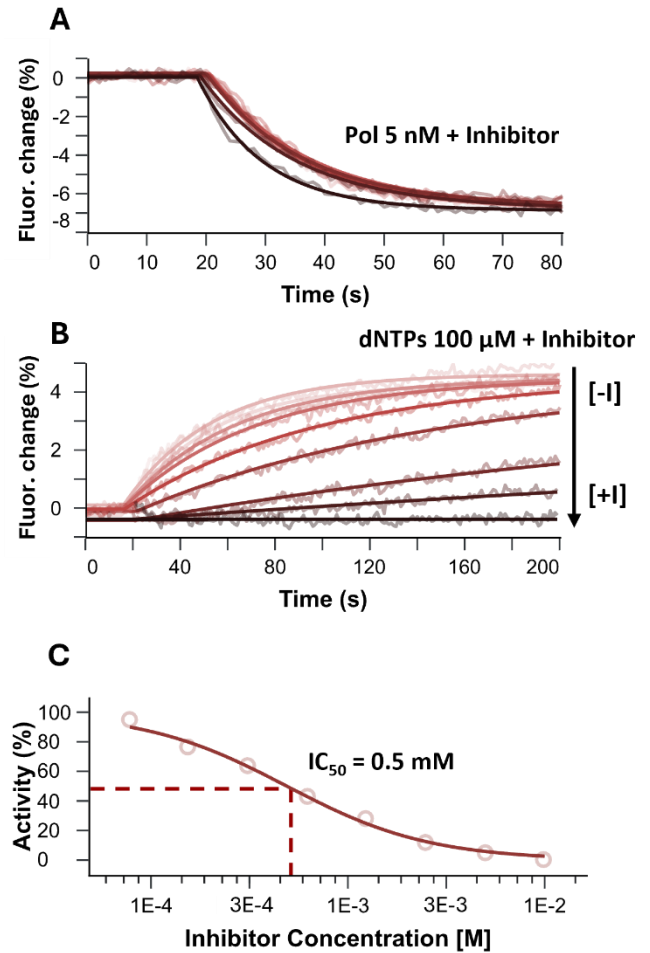 A
Fluor. change (%)
0
-2
-4
-6
-8
Pol 5 nM + Inhibitor
0 10 20 30 40 50 60 70 80
Time (s)
B
dNTPs 100 µM + Inhibitor
Fluor. change (%)
4
2
0
[-I]
[+I]
0 40 80 120 160 200
Time (s)
C
Activity (%)
100
80
60
40
20
0
IC₅₀ = 0.5 mM
1E-4 3E-4 1E-3 3E-3 1E-2
Inhibitor Concentration [M]